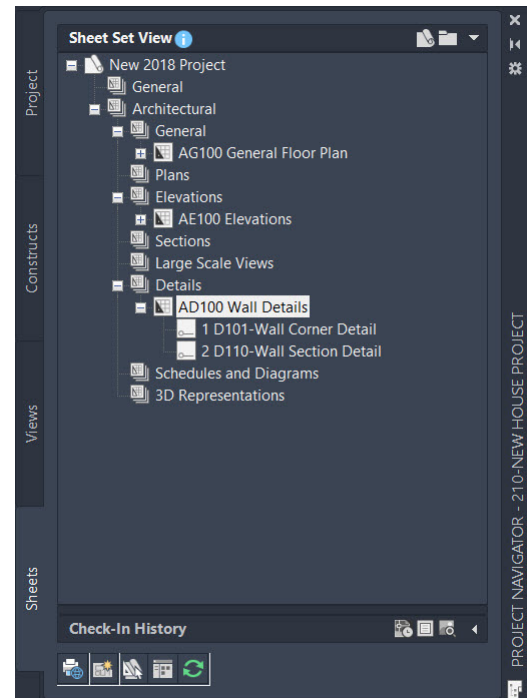 Sheet Set View
New 2018 Project
General
Architectural
General
AG100 General Floor Plan
Plans
Elevations
AE100 Elevations
Sections
Large Scale Views
Details
AD100 Wall Details
1 D101-Wall Corner Detail
2 D110-Wall Section Detail
Schedules and Diagrams
3D Representations
Check-In History
Project
Constructs
Views
Sheets
PROJECT NAVIGATOR - 210-NEW HOUSE PROJECT